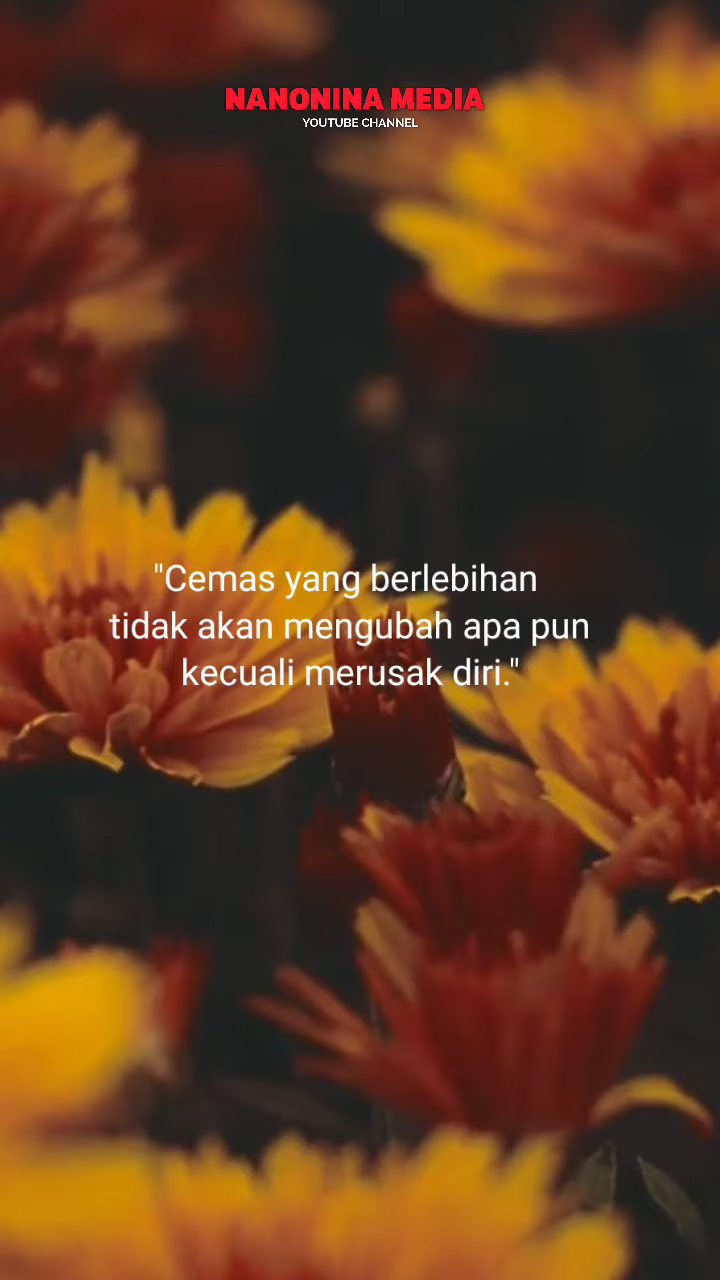 NANONINA MEDIA
YOUTUBE CHANNEL
"Cemas yang berlebihan
tidak akan mengubah apa pun
kecuali merusak diri."